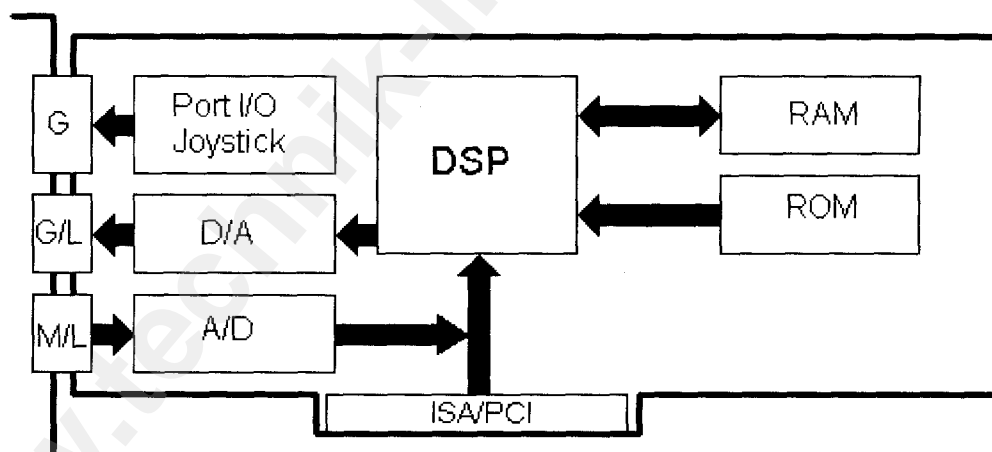 G
Port I/O
Joystick
DSP
RAM
G/L
D/A
ROM
M/L
A/D
ISA/PCI